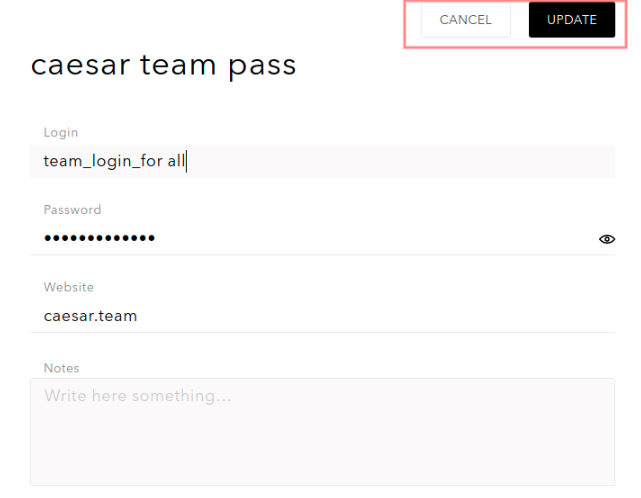 CANCEL UPDATE
caesar team pass
Login
team_login_for all
Password
•••••••••••••
Website
caesar.team
Notes
Write here something...